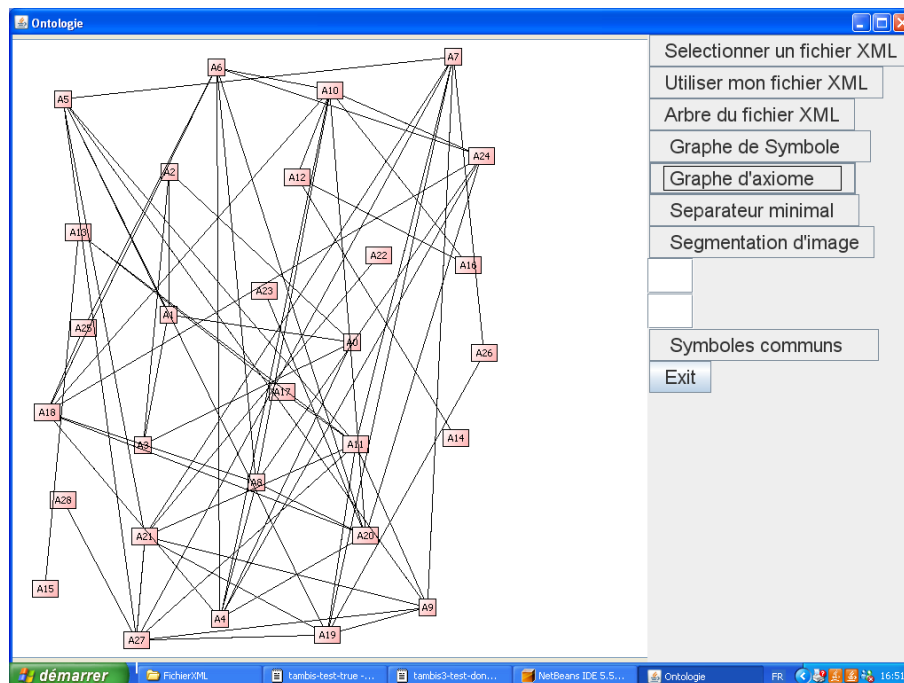 Ontologie
Selectionner un fichier XML
Utiliser mon fichier XML
Arbre du fichier XML
Graphe de Symbole
Graphe d'axiome
Separateur minimal
Segmentation d'image
Symboles communs
Exit
A7
A6
A10
A5
A24
A2
A12
A13
A22
A16
A23
A1
A25
A0
A26
A17
A18
A14
A3
A11
A8
A28
A21
A20
A15
A9
A4
A19
A27
démarrer
FichierXML
tambis-test-true -...
tambis3-test-don...
NetBeans IDE 5.5...
Ontologie
FR
16:51